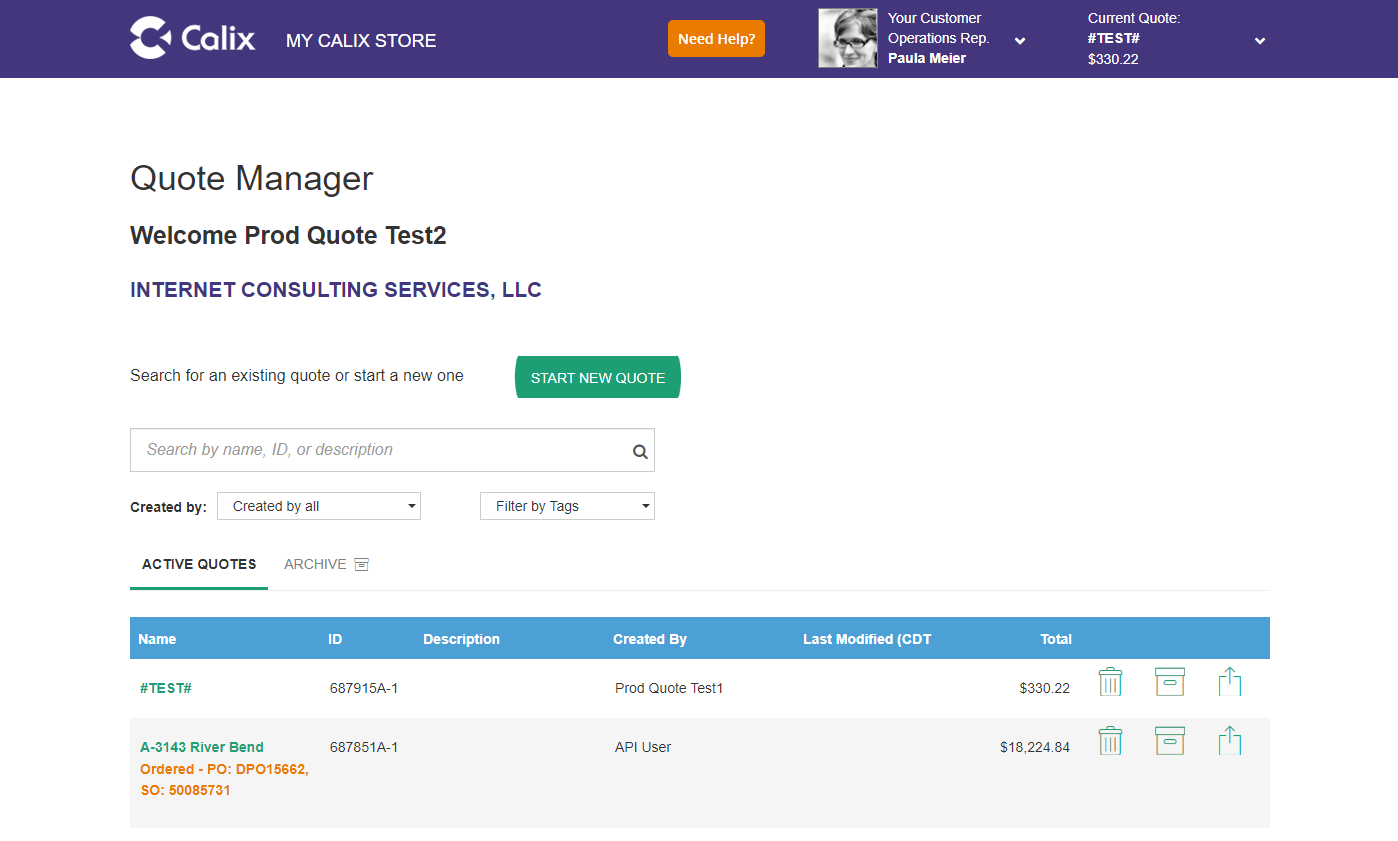 Calix
MY CALIX STORE
Need Help?
Your Customer
Operations Rep.
Paula Meier
Current Quote:
#TEST#
$330.22
Quote Manager
Welcome Prod Quote Test2
INTERNET CONSULTING SERVICES, LLC
Search for an existing quote or start a new one
START NEW QUOTE
Search by name, ID, or description
Created by: Created by all Filter by Tags
ACTIVE QUOTES ARCHIVE
Name ID Description Created By Last Modified (CDT Total
#TEST# 687915A-1 Prod Quote Test1 $330.22
A-3143 River Bend 687851A-1 API User $18,224.84
Ordered - PO: DPO15662,
SO: 50085731